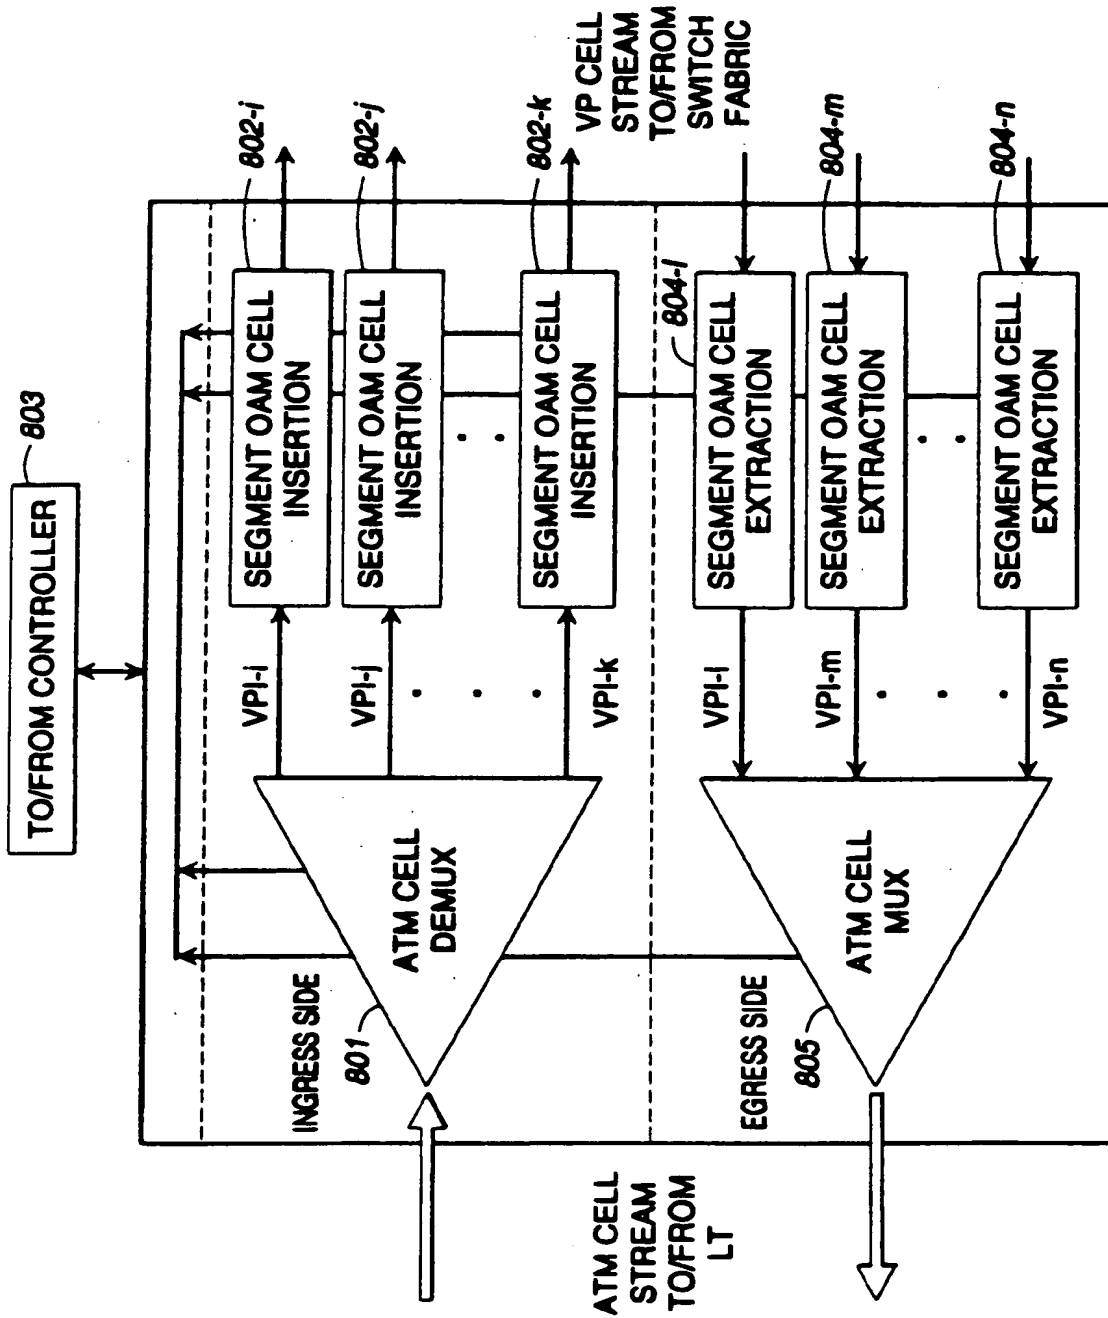 TO/FROM CONTROLLER
803
INGRESS SIDE
801
ATM CELL
DEMUX
VPI-i
VPI-j
VPI-k
SEGMENT OAM CELL
INSERTION
802-i
SEGMENT OAM CELL
INSERTION
802-j
SEGMENT OAM CELL
INSERTION
802-k
ATM CELL
STREAM
TO/FROM
LT
VP CELL
STREAM
TO/FROM
SWITCH
FABRIC
EGRESS SIDE
805
ATM CELL
MUX
VPI-l
VPI-m
VPI-n
SEGMENT OAM CELL
EXTRACTION
804-l
SEGMENT OAM CELL
EXTRACTION
804-m
SEGMENT OAM CELL
EXTRACTION
804-n